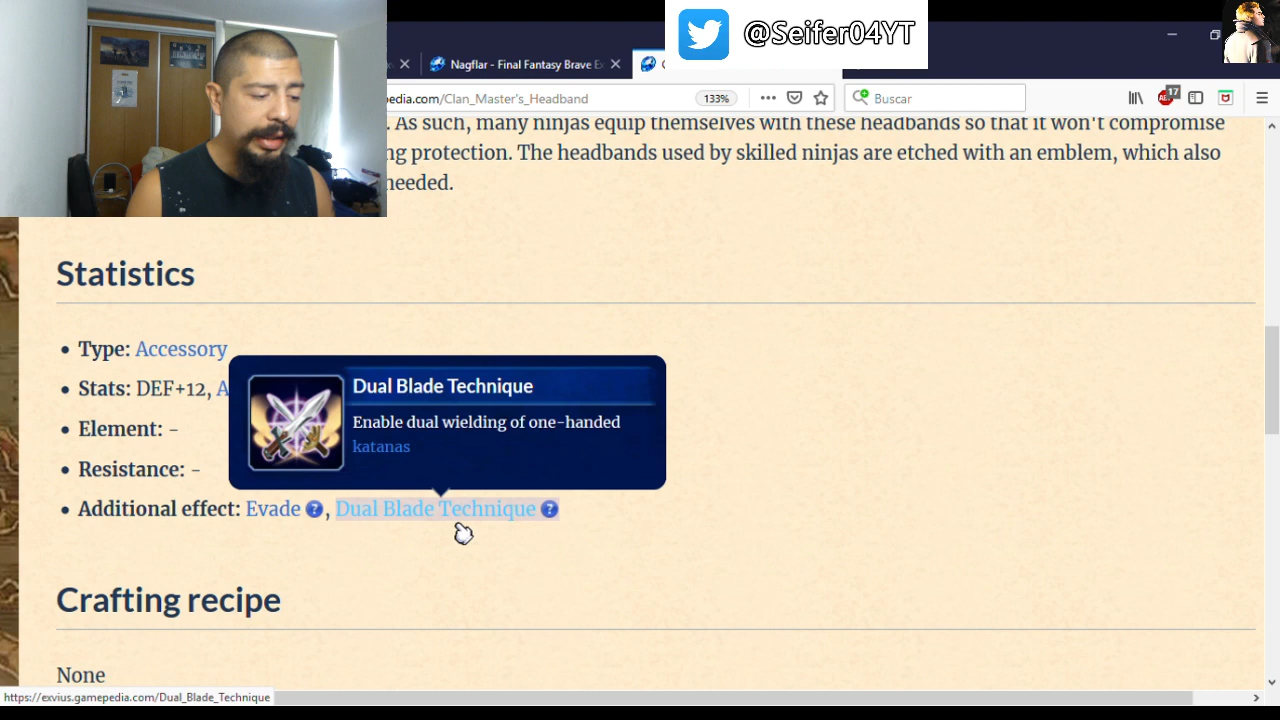 @Seifer04YT
Nagflar - Final Fantasy Brave Ex
edia.com/Clan_Master's_Headband
133%
Buscar
17
. As such, many ninjas equip themselves with these headbands so that it won't compromise
ng protection. The headbands used by skilled ninjas are etched with an emblem, which also
needed.
Statistics
• Type: Accessory
• Stats: DEF+12, A
• Element: -
• Resistance: -
• Additional effect: Evade ?, Dual Blade Technique ?
Dual Blade Technique
Enable dual wielding of one-handed
katanas
Crafting recipe
None
https://exvius.gamepedia.com/Dual_Blade_Technique